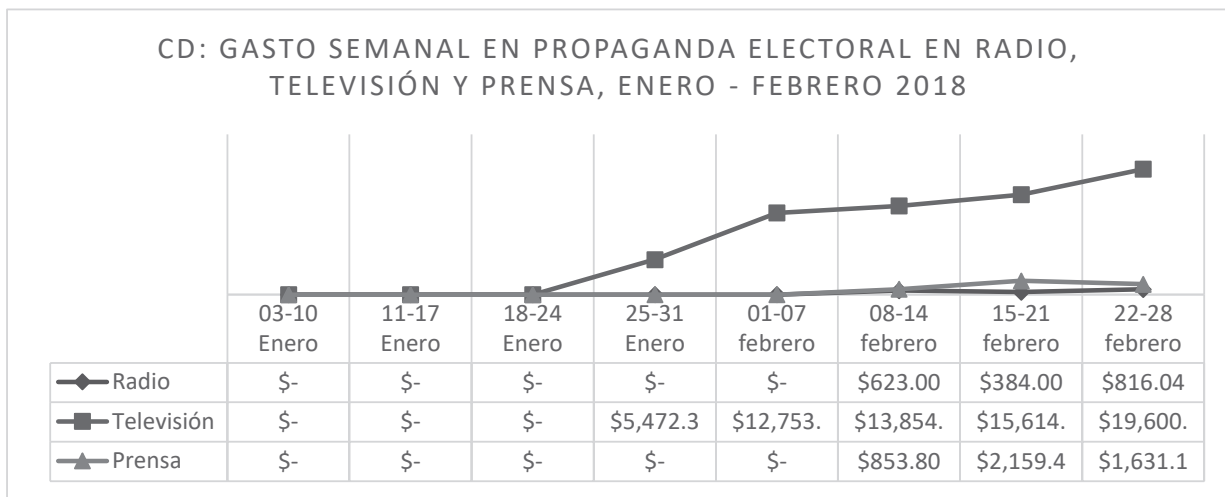 CD: GASTO SEMANAL EN PROPAGANDA ELECTORAL EN RADIO,
TELEVISIÓN Y PRENSA, ENERO - FEBRERO 2018
03-10 11-17 18-24 25-31 01-07 08-14 15-21 22-28
Enero Enero Enero Enero febrero febrero febrero febrero
Radio $- $- $- $- $- $623.00 $384.00 $816.04
Televisión $- $- $- $5,472.3 $12,753. $13,854. $15,614. $19,600.
Prensa $- $- $- $- $- $853.80 $2,159.4 $1,631.1